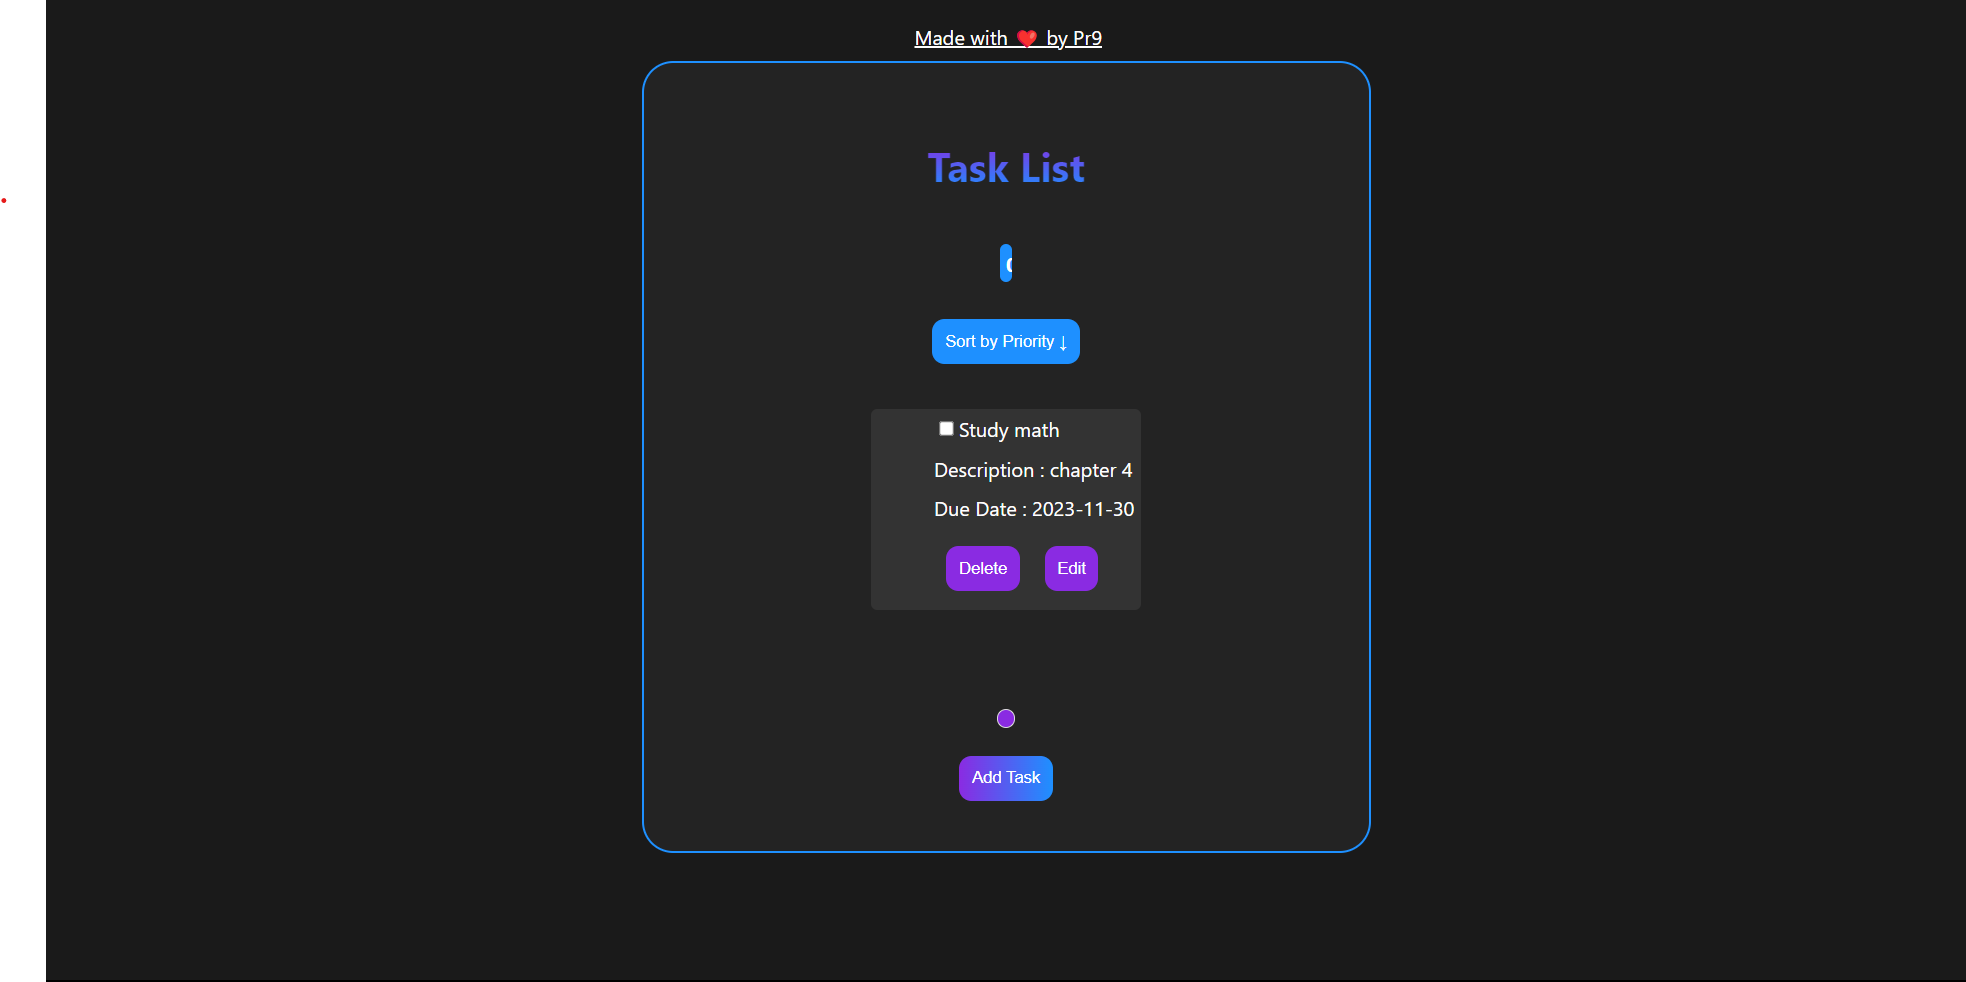 Made with ❤️ by Pr9
Task List
Sort by Priority ↓
Study math
Description : chapter 4
Due Date : 2023-11-30
Delete Edit
Add Task